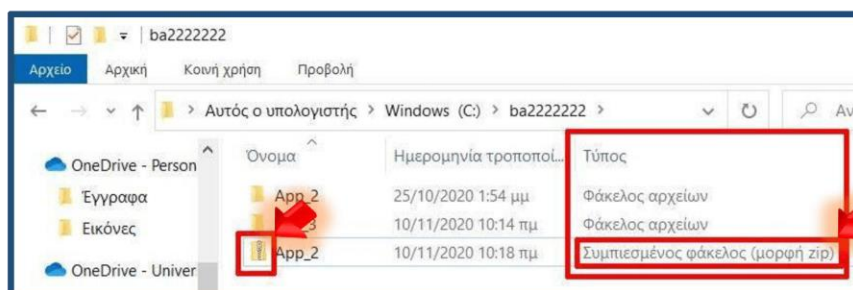 ba2222222
Αρχείο Αρχική Κοινή χρήση Προβολή
Αυτός ο υπολογιστής > Windows (C:) > ba2222222 > Αν
Όνομα Ημερομηνία τροποποί... Τύπος
OneDrive - Person
App_2 25/10/2020 1:54 μμ Φάκελος αρχείων
Έγγραφα
_3 10/11/2020 10:14 πμ Φάκελος αρχείων
Εικόνες
App_2 10/11/2020 10:18 πμ Συμπιεσμένος φάκελος (μορφή zip)
OneDrive - Univer